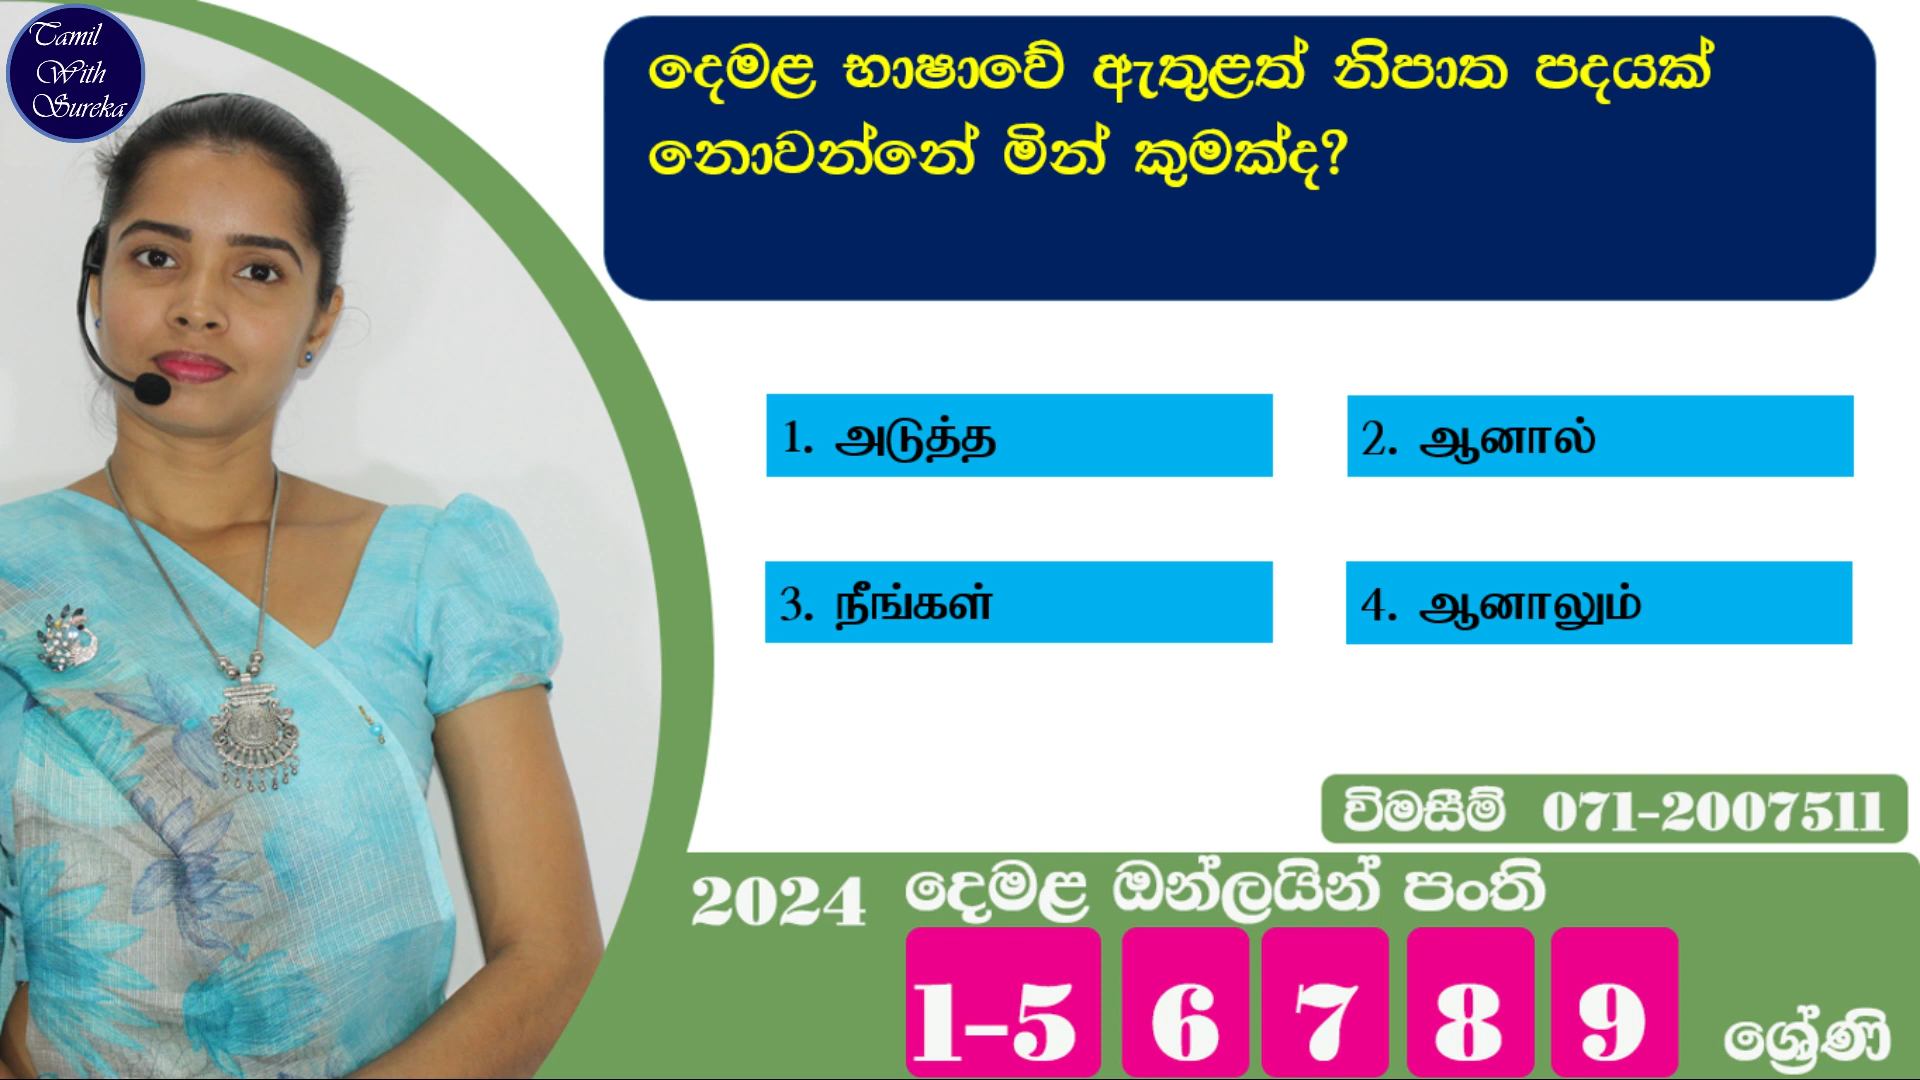 Tamil
With
Sureka
දෙමළ භාෂාවේ ඇතුළත් නිපාත පදයක්
නොවන්නේ මින් කුමක්ද?
1. அடுத்த
2. ஆனால்
3. நீங்கள்
4. ஆனாலும்
විමසීම් 071-2007511
2024 දෙමළ ඔන්ලයින් පංති
1-5 6 7 8 9 ශ්‍රේණි